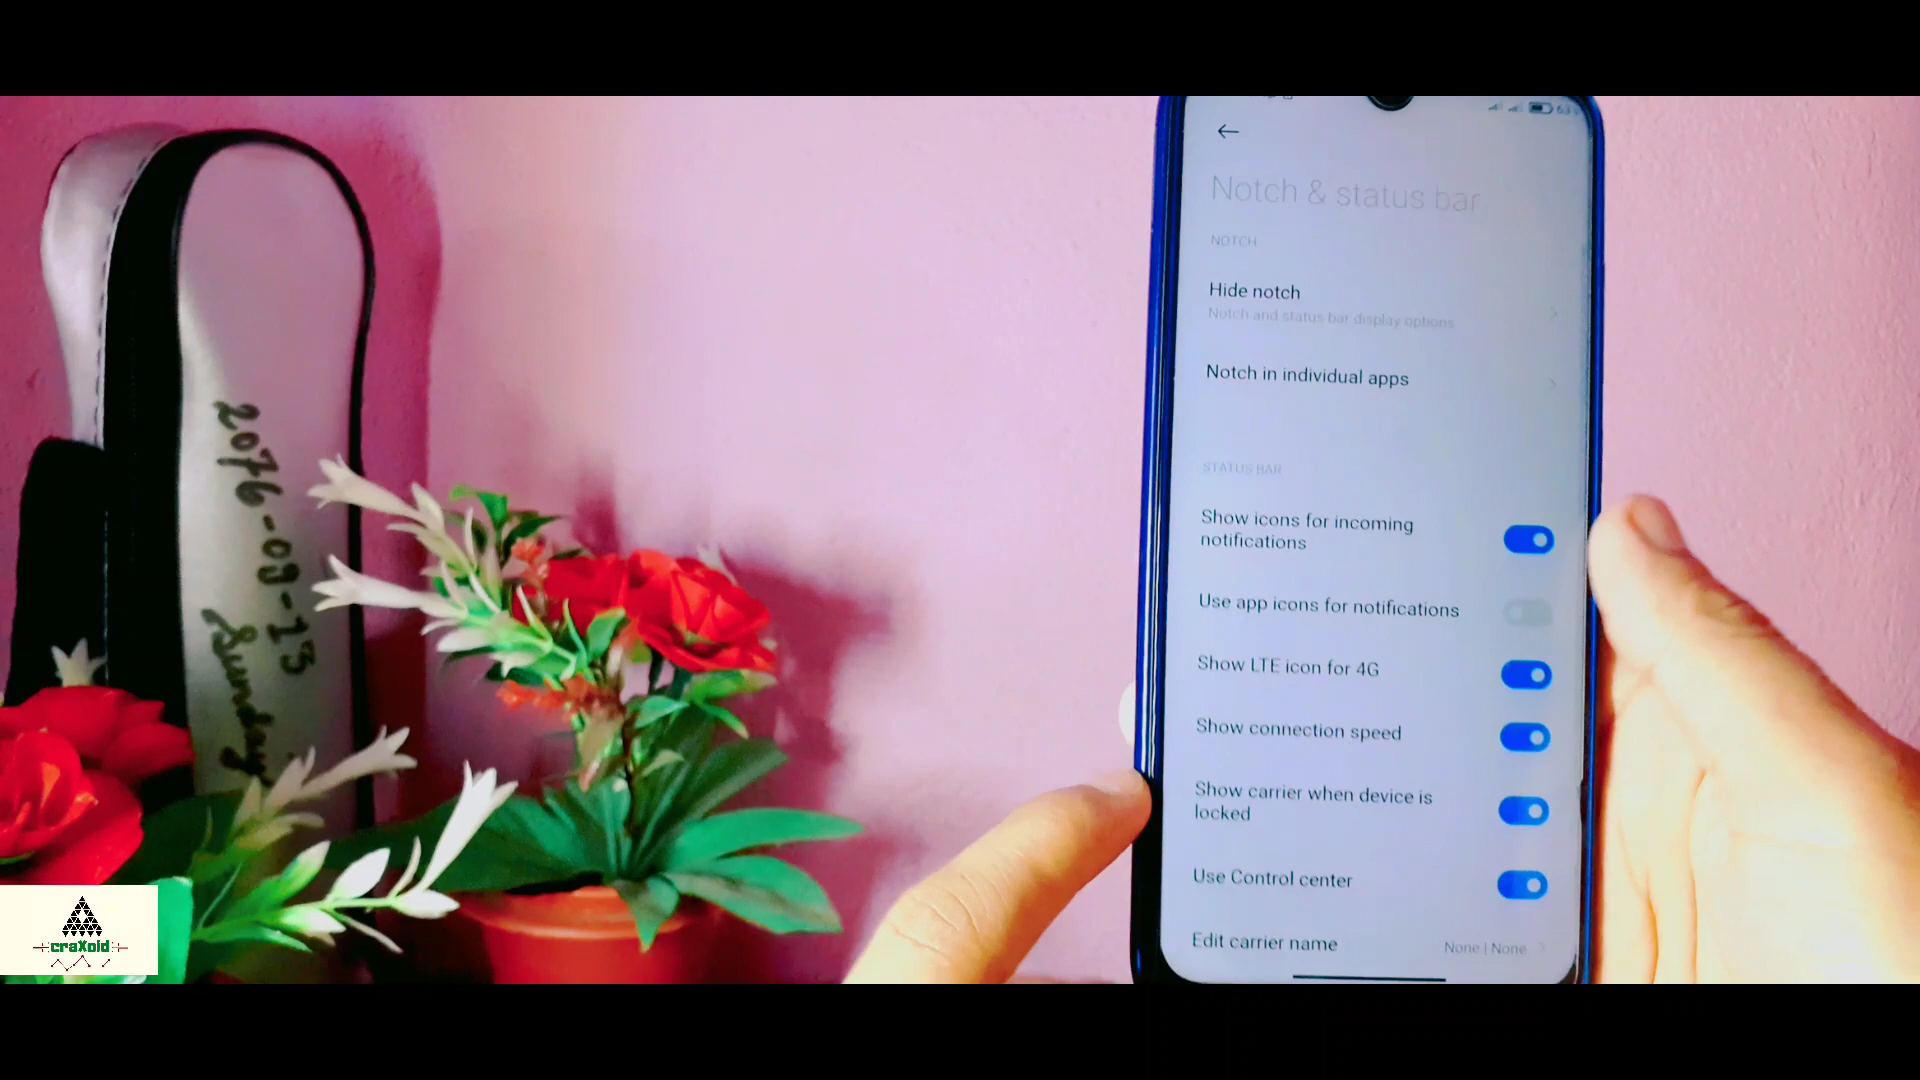 2076-09-13
Sunday
craXoid
Notch & status bar
NOTCH
Hide notch
Notch and status bar display options
Notch in individual apps
STATUS BAR
Show icons for incoming
notifications
Use app icons for notifications
Show LTE icon for 4G
Show connection speed
Show carrier when device is
locked
Use Control center
Edit carrier name
None | None